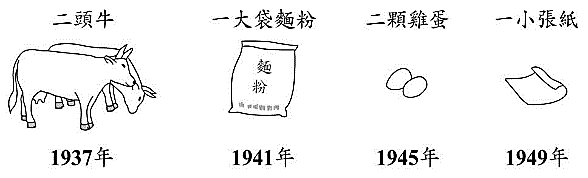 二頭牛
一大袋麵粉
二顆雞蛋
一小張紙
麵
粉
1937年
1941年
1945年
1949年